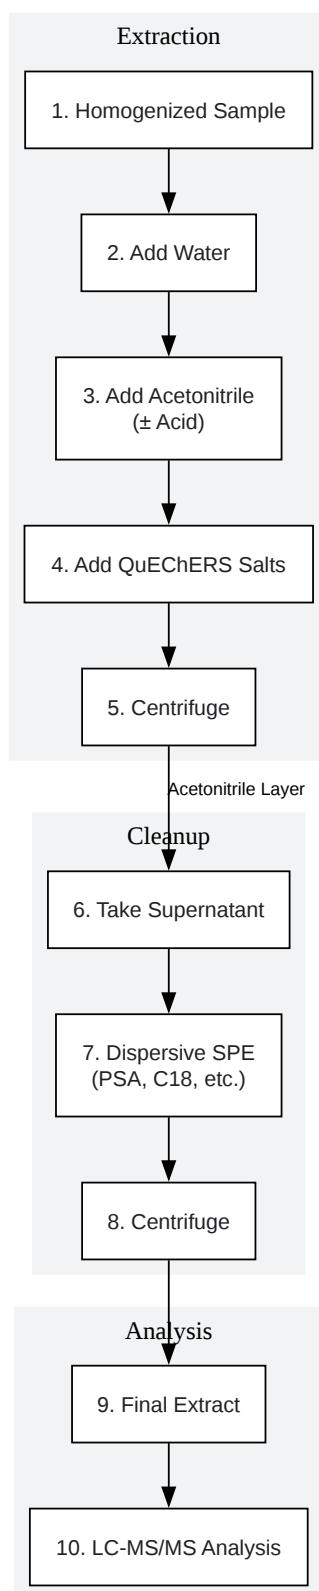 Extraction
1. Homogenized Sample
2. Add Water
3. Add Acetonitrile
(± Acid)
4. Add QuEChERS Salts
5. Centrifuge
Acetonitrile Layer
Cleanup
6. Take Supernatant
7. Dispersive SPE
(PSA, C18, etc.)
8. Centrifuge
Analysis
9. Final Extract
10. LC-MS/MS Analysis